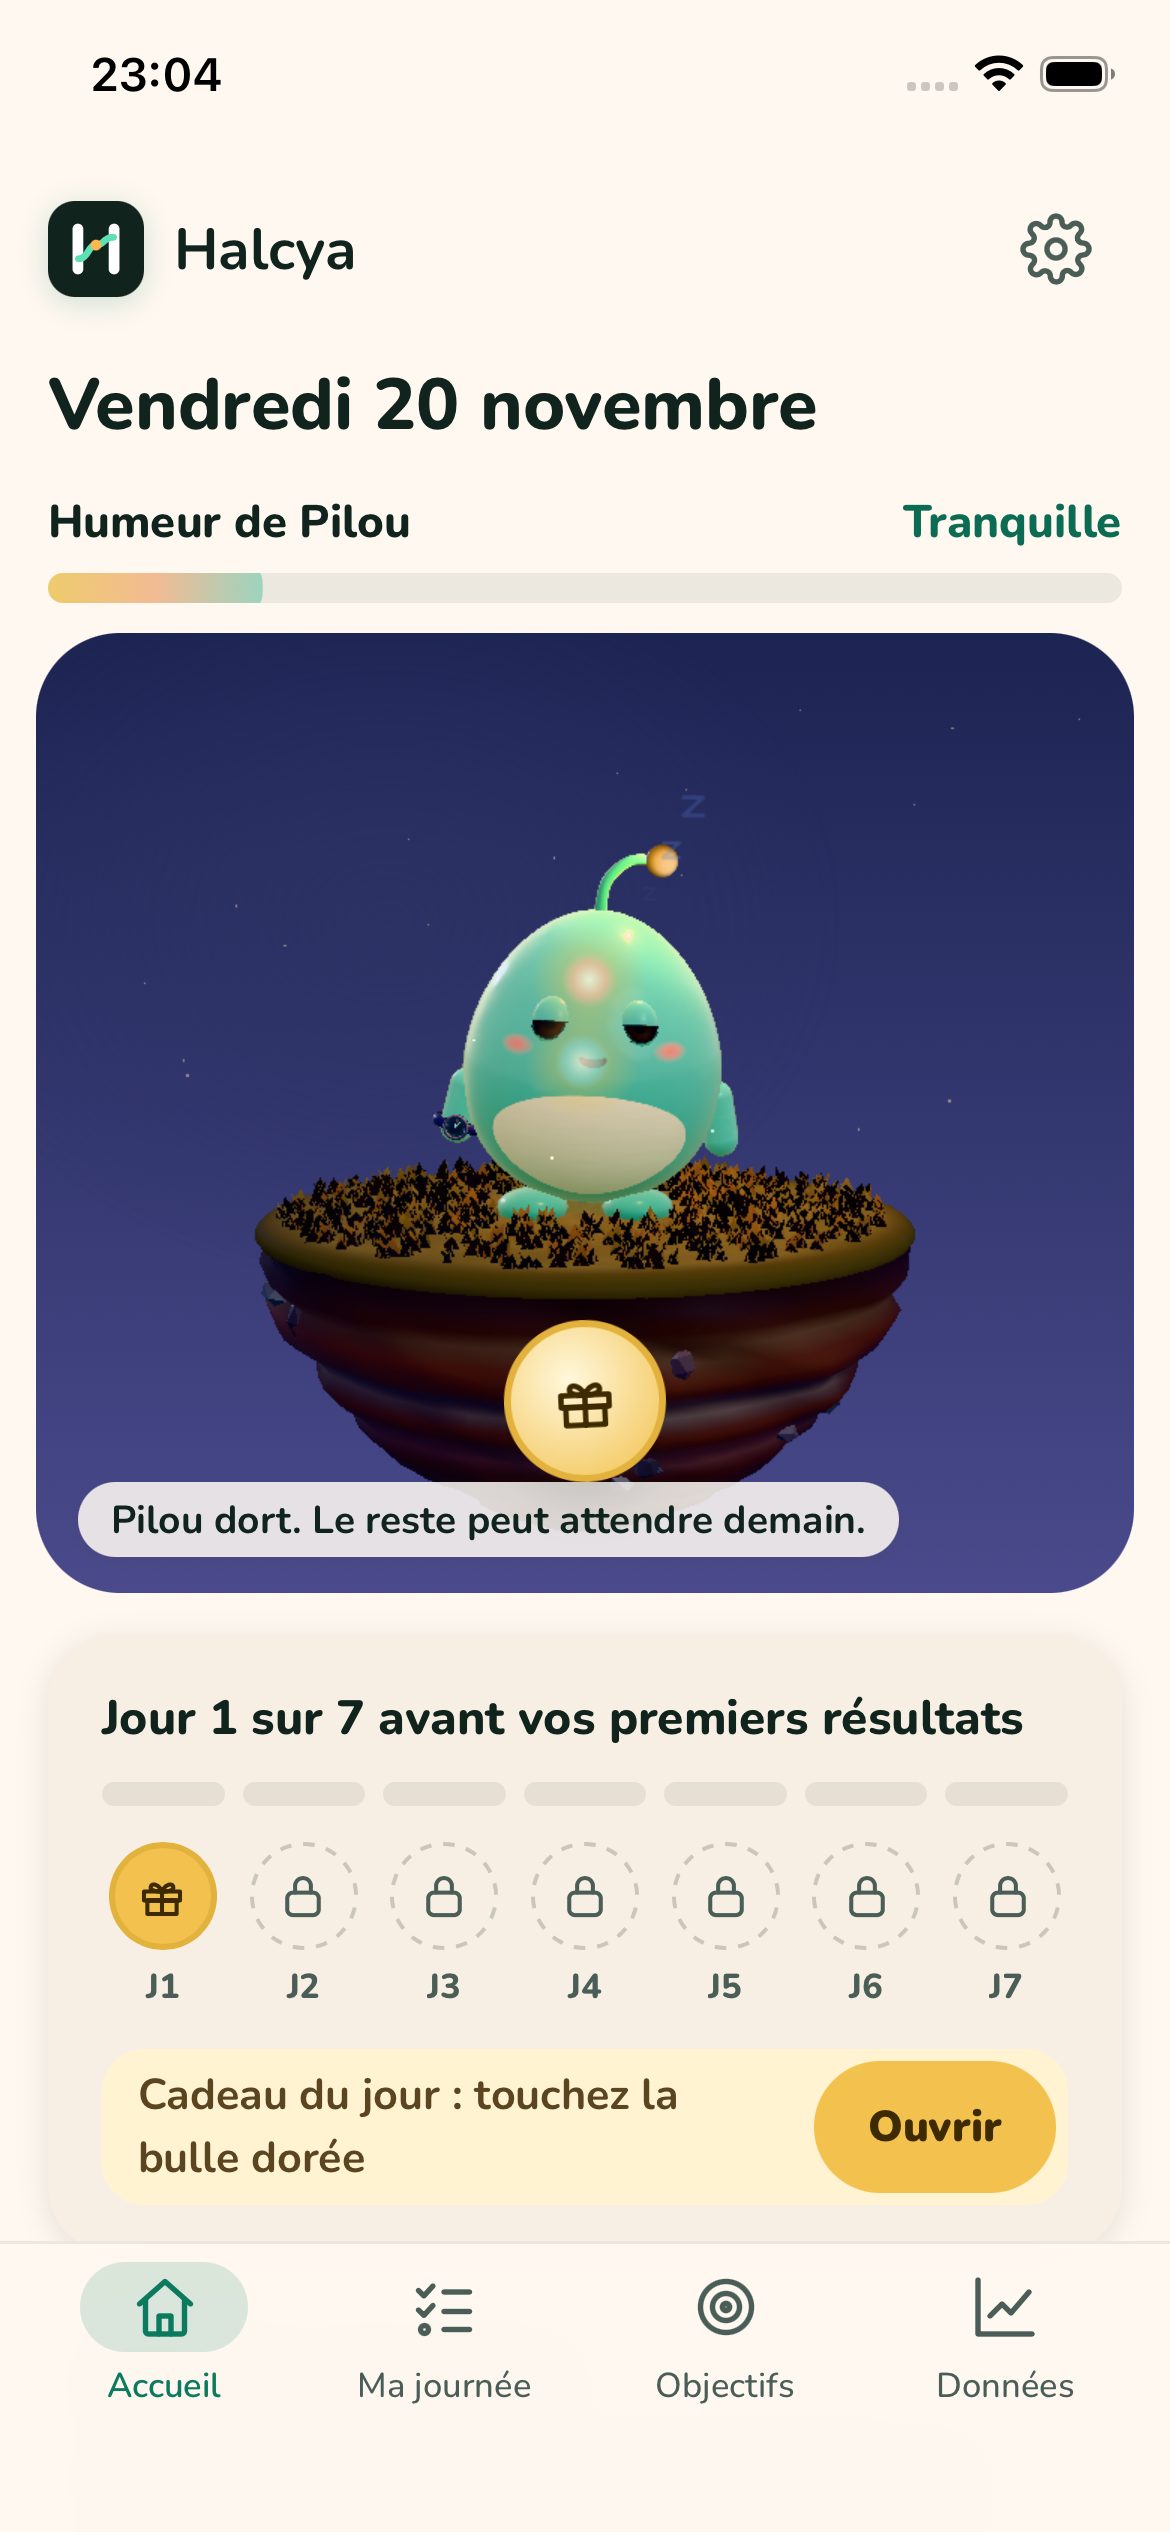 23:04
Halcya
Vendredi 20 novembre
Humeur de Pilou
Tranquille
z
z
z
Pilou dort. Le reste peut attendre demain.
Jour 1 sur 7 avant vos premiers résultats
J1 J2 J3 J4 J5 J6 J7
Cadeau du jour : touchez la
bulle dorée
Ouvrir
Accueil Ma journée Objectifs Données